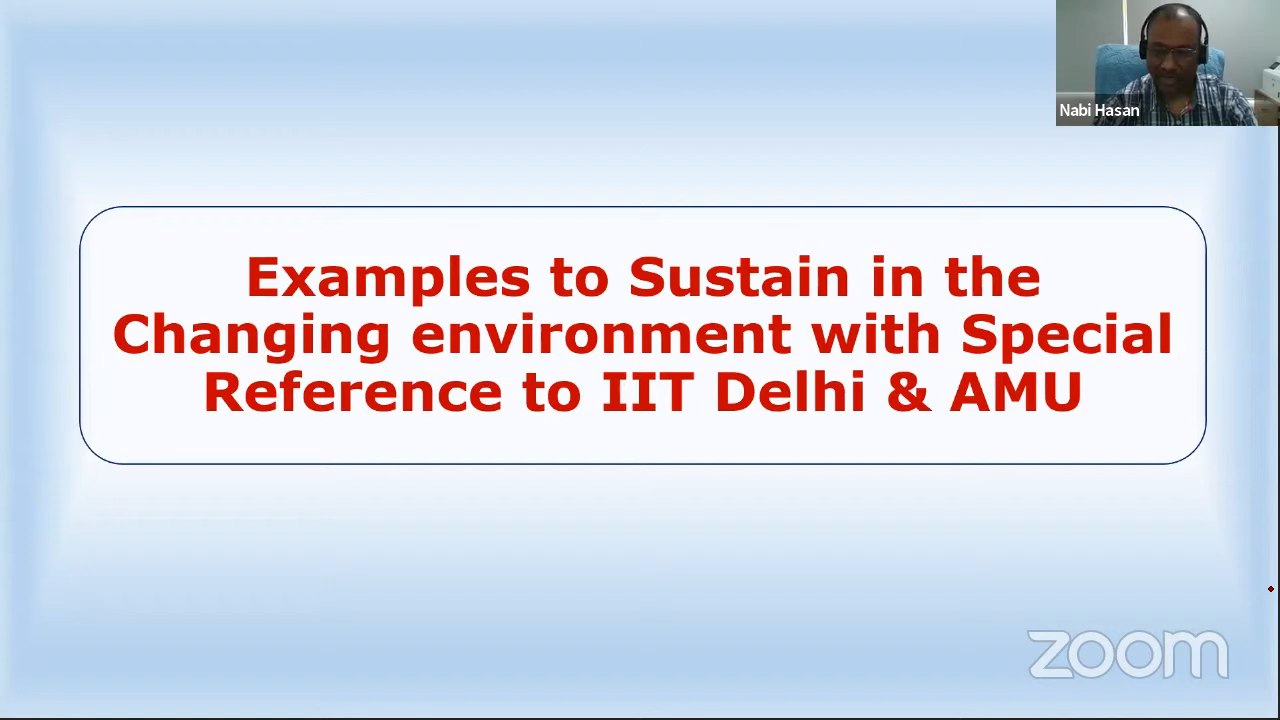 Nabi Hasan
Examples to Sustain in the
Changing environment with Special
Reference to IIT Delhi & AMU
zoom